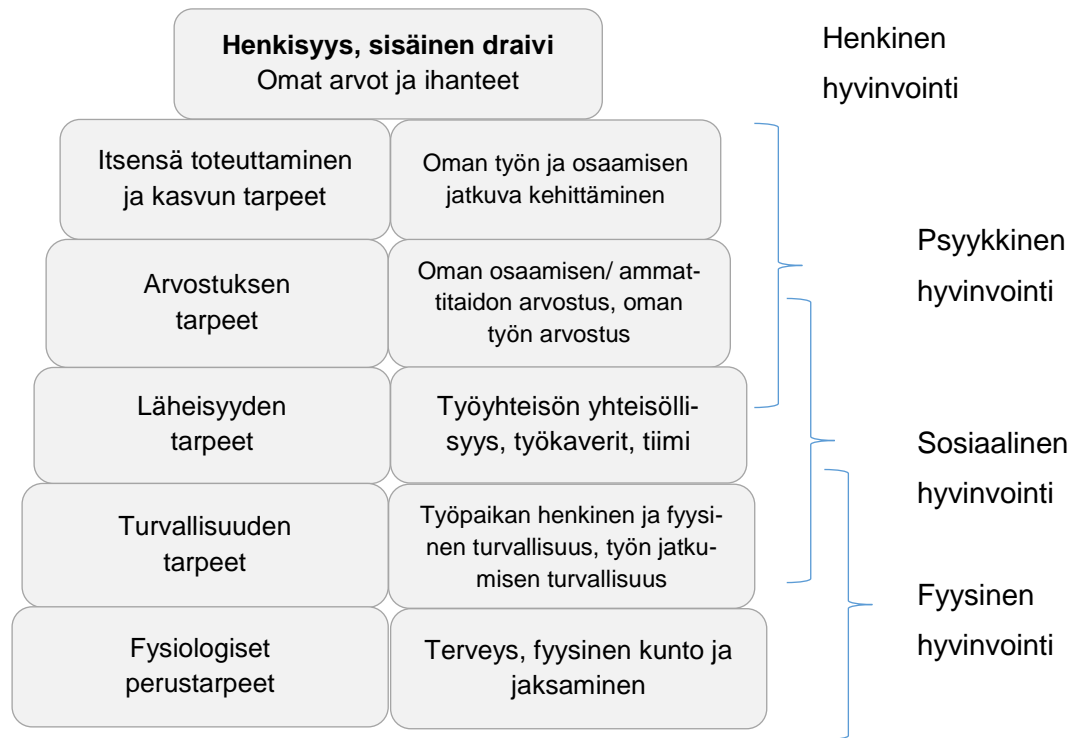 Henkisyys, sisäinen draivi
Omat arvot ja ihanteet
Henkinen
hyvinvointi
Itsensä toteuttaminen
ja kasvun tarpeet
Oman työn ja osaamisen
jatkuva kehittäminen
Psyykkinen
hyvinvointi
Arvostuksen
tarpeet
Oman osaamisen/ ammat-
titaidon arvostus, oman
työn arvostus
Läheisyyden
tarpeet
Työyhteisön yhteisölli-
syys, työkaverit, tiimi
Sosiaalinen
hyvinvointi
Turvallisuuden
tarpeet
Työpaikan henkinen ja fyysi-
nen turvallisuus, työn jatku-
misen turvallisuus
Fyysinen
hyvinvointi
Fysiologiset
perustarpeet
Terveys, fyysinen kunto ja
jaksaminen